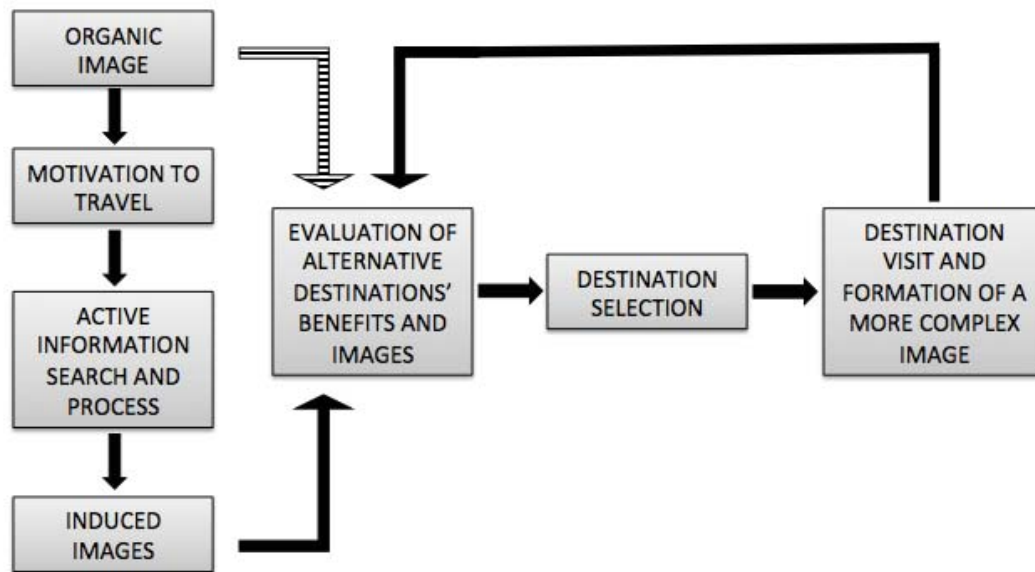 ORGANIC
IMAGE
MOTIVATION TO
TRAVEL
ACTIVE
INFORMATION
SEARCH AND
PROCESS
INDUCED
IMAGES
EVALUATION OF
ALTERNATIVE
DESTINATIONS’
BENEFITS AND
IMAGES
DESTINATION
SELECTION
DESTINATION
VISIT AND
FORMATION OF A
MORE COMPLEX
IMAGE